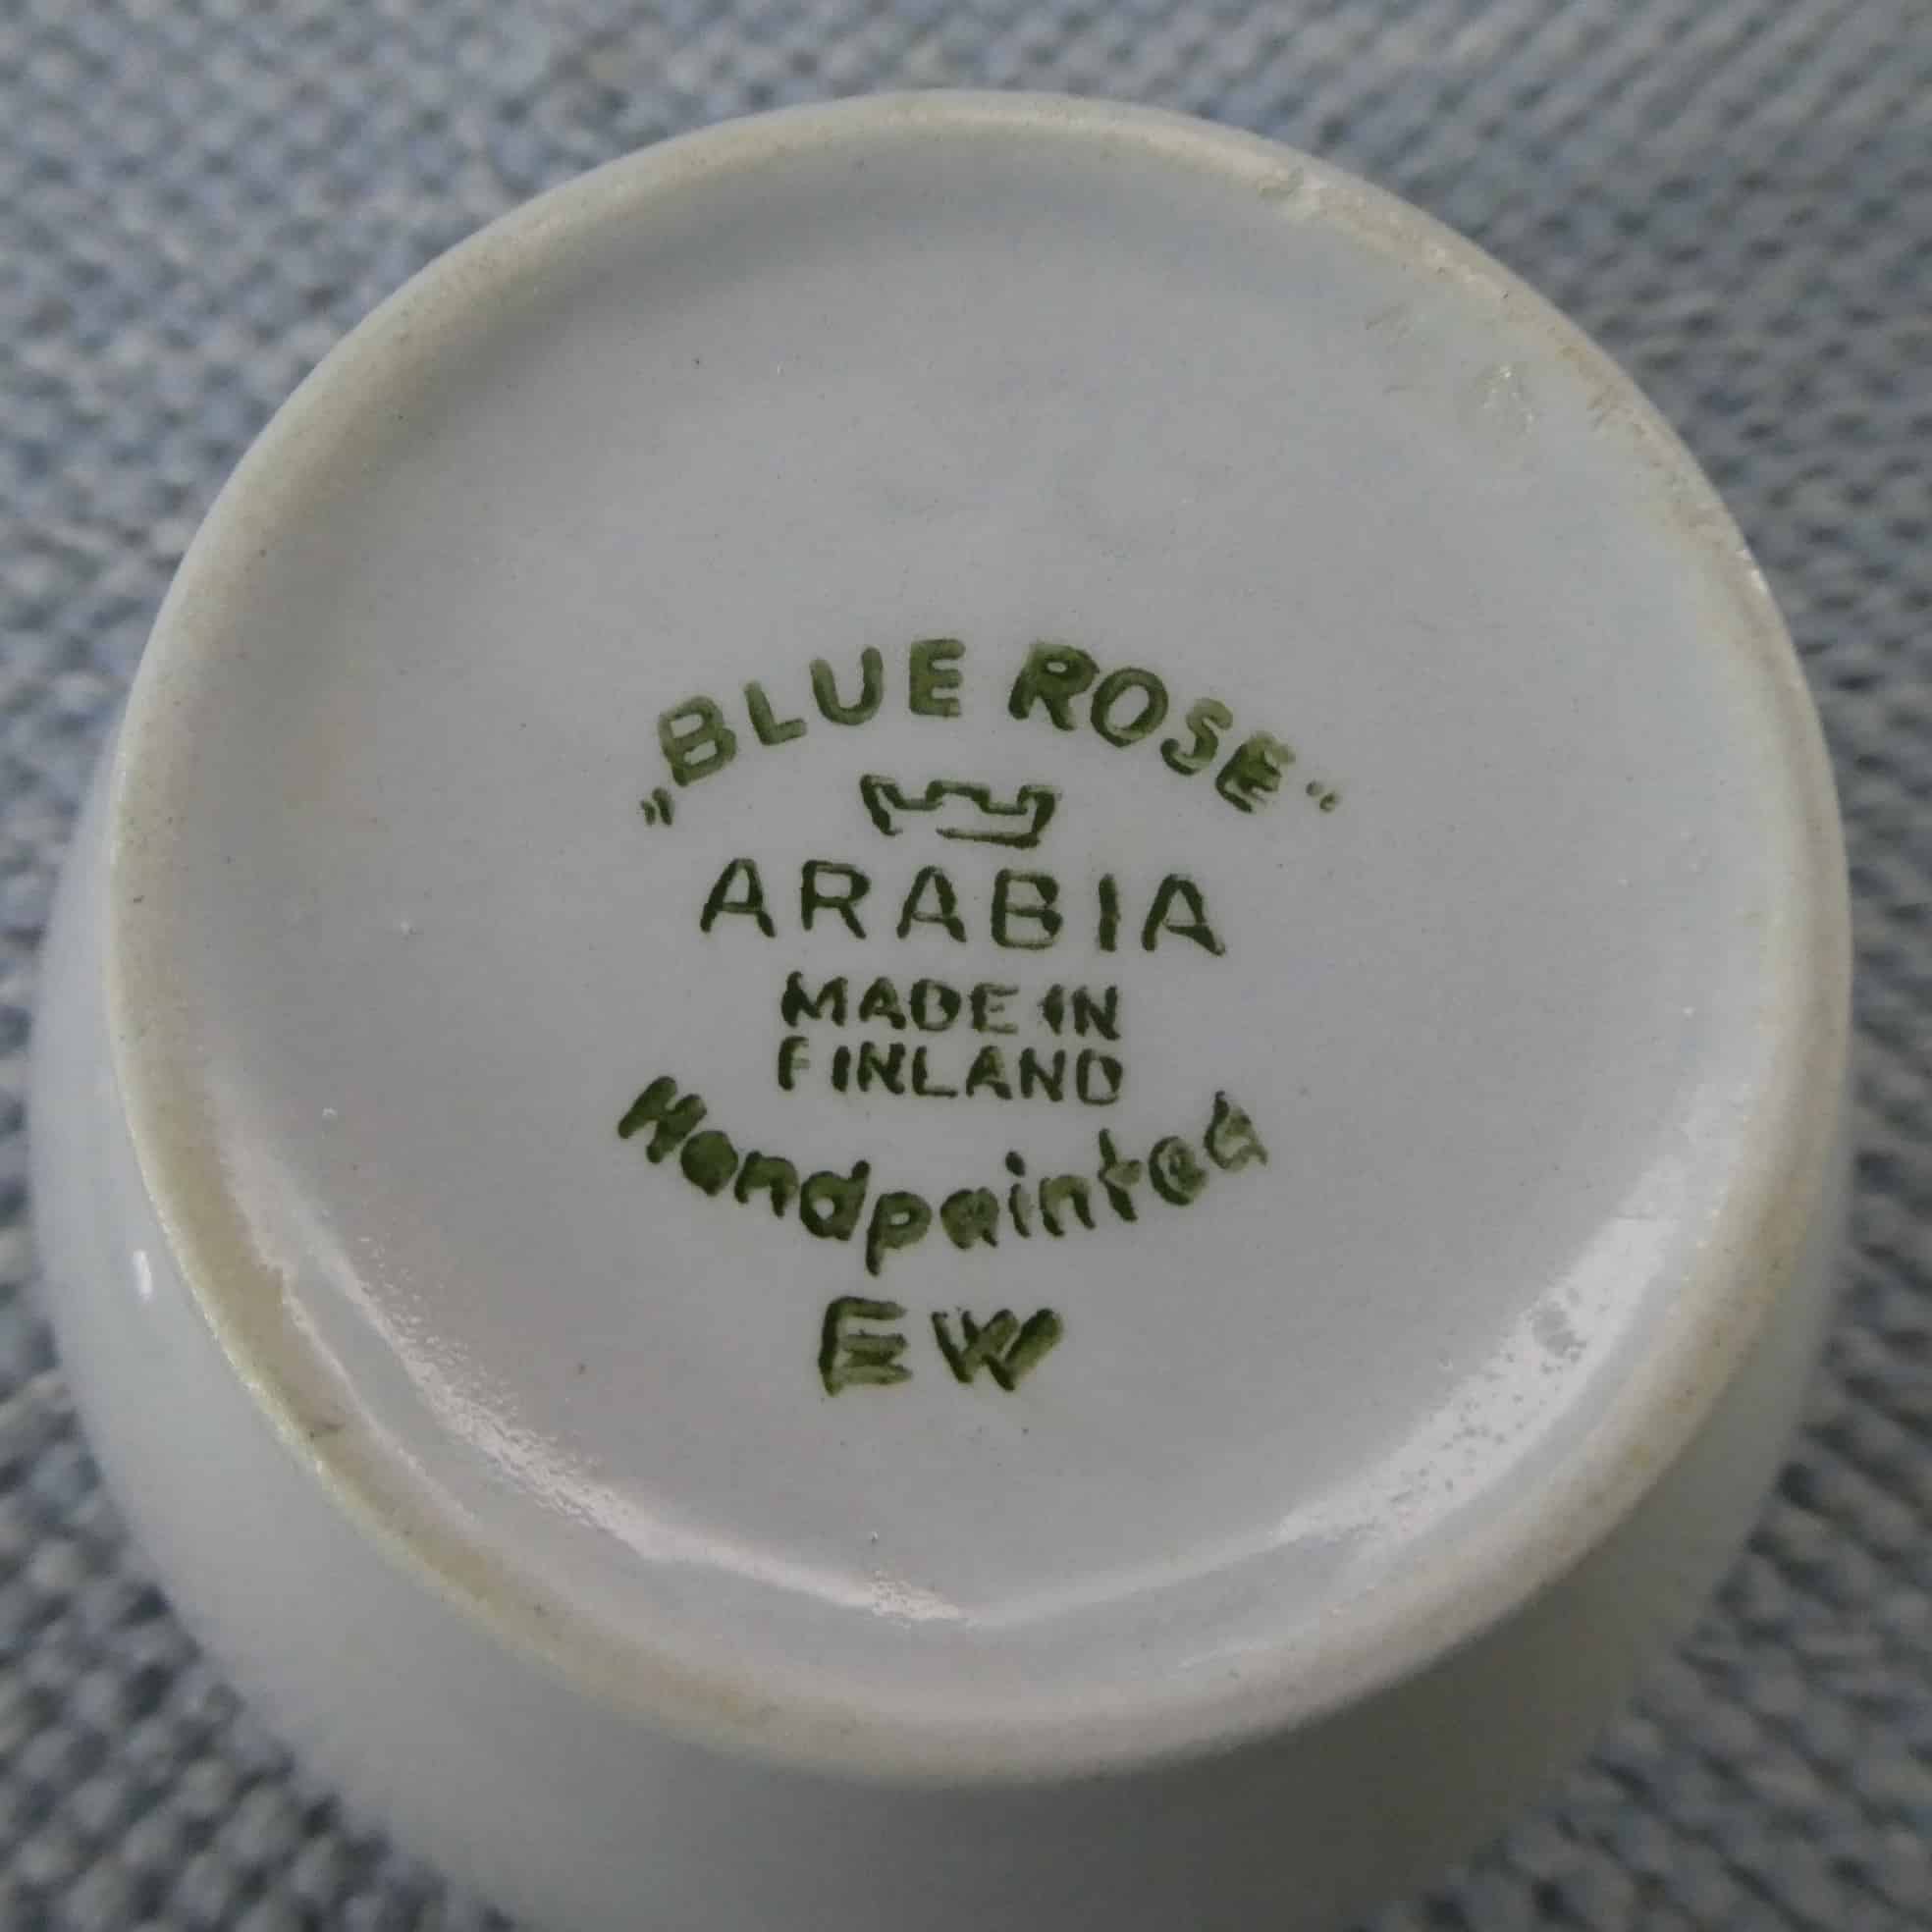 „BLUE ROSE“
ARABIA
MADE IN
FINLAND
Handpainted
EW